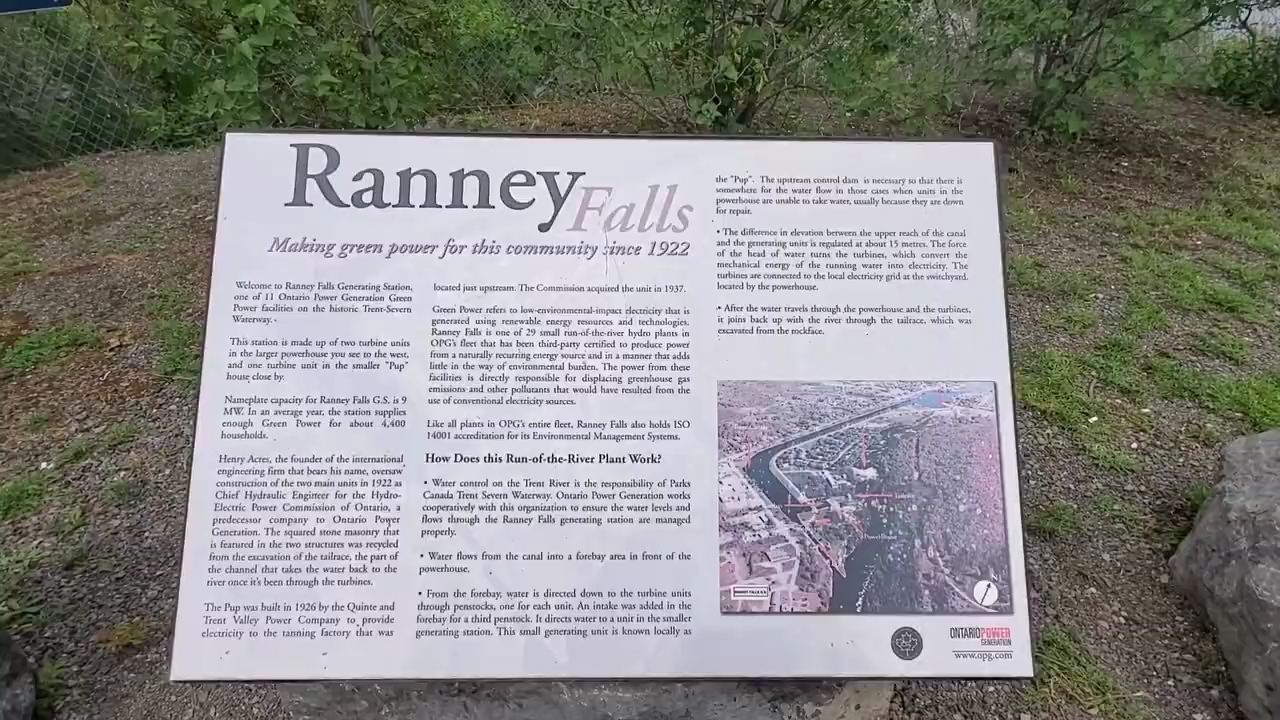 Ranney
Falls
Making green power for this community since 1922
Welcome to Ranney Falls Generating Station,
one of 11 Ontario Power Generation Green
Power facilities on the historic Trent-Severn
Waterway.
This station is made up of two turbine units
in the larger powerhouse you see to the west,
and one turbine unit in the smaller "Pup"
house close by.
Nameplate capacity for Ranney Falls G.S. is 9
MW. In an average year, the station supplies
enough Green Power for about 4,400
households.
Henry Acres, the founder of the international
engineering firm that bears his name, oversaw
construction of the two main units in 1922 as
Chief Hydraulic Engineer for the Hydro-
Electric Power Commission of Ontario, a
predecessor company to Ontario Power
Generation. The squared stone masonry that
is featured in the two structures was recycled
from the excavation of the tailrace, the part of
the channel that takes the water back to the
river once it's been through the turbines.
The Pup was built in 1926 by the Quinte and
Trent Valley Power Company to provide
electricity to the tanning factory that was
located just upstream. The Commission acquired the unit in 1937.
Green Power refers to low-environmental-impact electricity that is
generated using renewable energy resources and technologies.
Ranney Falls is one of 29 small run-of-the-river hydro plants in
OPG's fleet that has been third-party certified to produce power
from a naturally recurring energy source and in a manner that adds
little in the way of environmental burden. The power from these
facilities is directly responsible for displacing greenhouse gas
emissions and other pollutants that would have resulted from the
use of conventional electricity sources.
Like all plants in OPG's entire fleet, Ranney Falls also holds ISO
14001 accreditation for its Environmental Management Systems.
How Does this Run-of-the-River Plant Work?
• Water control on the Trent River is the responsibility of Parks
Canada Trent Severn Waterway. Ontario Power Generation works
cooperatively with this organization to ensure the water levels and
flows through the Ranney Falls generating station are managed
properly.
• Water flows from the canal into a forebay area in front of the
powerhouse.
• From the forebay, water is directed down to the turbine units
through penstocks, one for each unit. An intake was added in the
forebay for a third penstock. It directs water to a unit in the smaller
generating station. This small generating unit is known locally as
the "Pup". The upstream control dam is necessary so that there is
somewhere for the water flow in those cases when units in the
powerhouse are unable to take water, usually because they are down
for repair.
• The difference in elevation between the upper reach of the canal
and the generating units is regulated at about 15 metres. The force
of the head of water turns the turbines, which convert the
mechanical energy of the running water into electricity. The
turbines are connected to the local electricity grid at the switchyard,
located by the powerhouse.
• After the water travels through the powerhouse and the turbines,
it joins back up with the river through the tailrace, which was
excavated from the rockface.
Powerhouse
RANNEY FALLS G.S.
ONTARIOPOWER
GENERATION
www.opg.com